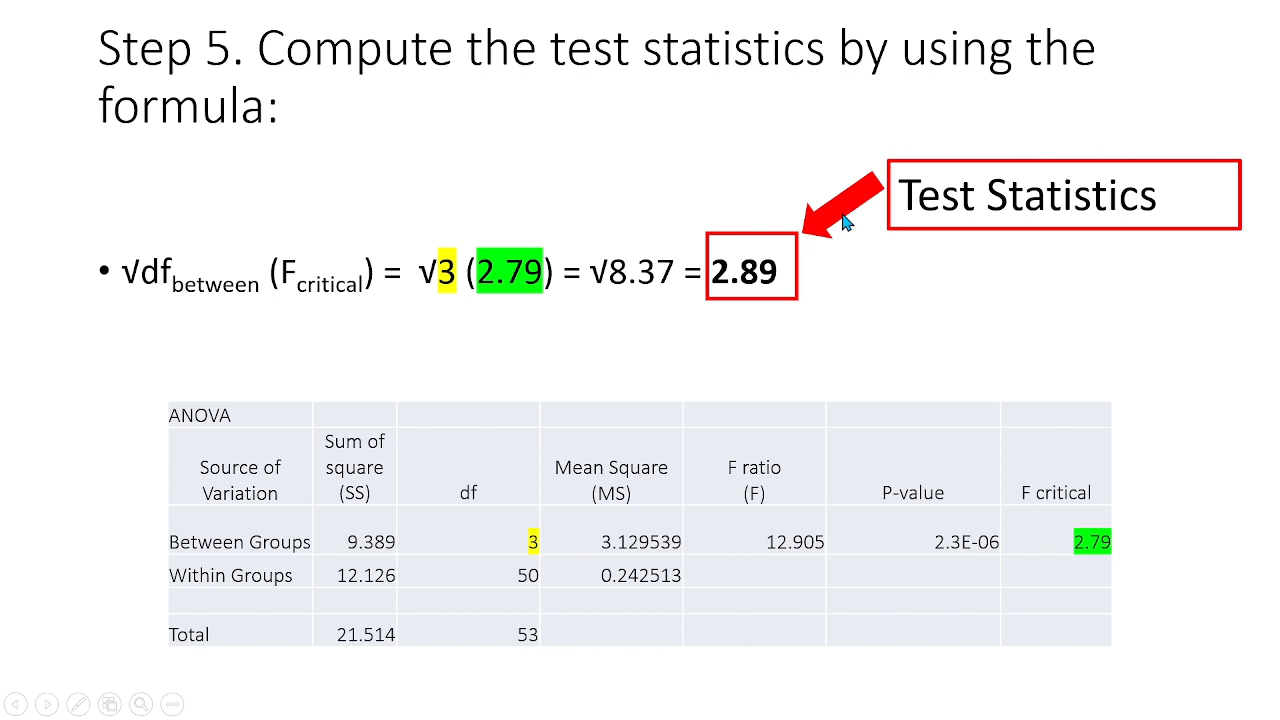 Step 5. Compute the test statistics by using the
formula:
Test Statistics
• √df_between (F_critical) = √3 (2.79) = √8.37 = 2.89
ANOVA
Source of Variation Sum of square (SS) df Mean Square (MS) F ratio (F) P-value F critical
Between Groups 9.389 3 3.129539 12.905 2.3E-06 2.79
Within Groups 12.126 50 0.242513
Total 21.514 53